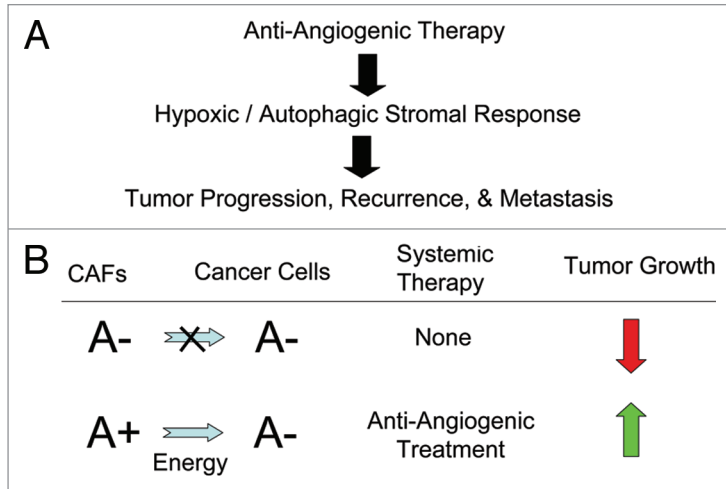 A
Anti-Angiogenic Therapy
Hypoxic / Autophagic Stromal Response
Tumor Progression, Recurrence, & Metastasis
B
CAFs Cancer Cells Systemic Therapy Tumor Growth
A- A- None
A+ A- Anti-Angiogenic Treatment
Energy